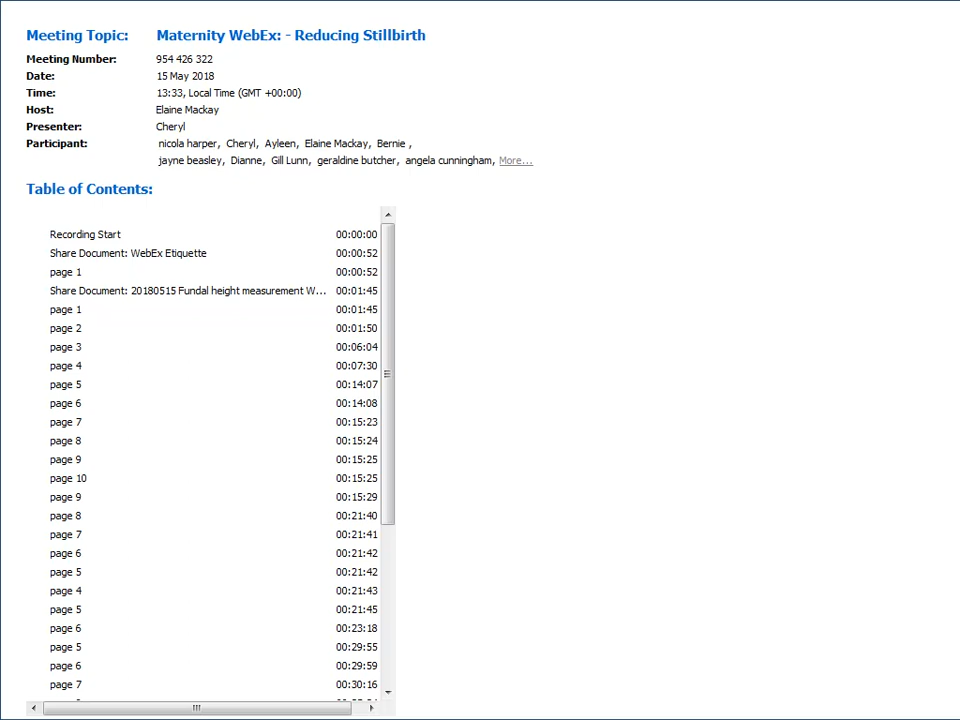 Meeting Topic: Maternity WebEx: - Reducing Stillbirth
Meeting Number: 954 426 322
Date: 15 May 2018
Time: 13:33, Local Time (GMT +00:00)
Host: Elaine Mackay
Presenter: Cheryl
Participant: nicola harper, Cheryl, Ayleen, Elaine Mackay, Bernie ,
jayne beasley, Dianne, Gill Lunn, geraldine butcher, angela cunningham, More...
Table of Contents:
Recording Start 00:00:00
Share Document: WebEx Etiquette 00:00:52
page 1 00:00:52
Share Document: 20180515 Fundal height measurement W... 00:01:45
page 1 00:01:45
page 2 00:01:50
page 3 00:06:04
page 4 00:07:30
page 5 00:14:07
page 6 00:14:08
page 7 00:15:23
page 8 00:15:24
page 9 00:15:25
page 10 00:15:25
page 9 00:15:29
page 8 00:21:40
page 7 00:21:41
page 6 00:21:42
page 5 00:21:42
page 4 00:21:43
page 5 00:21:45
page 6 00:23:18
page 5 00:29:55
page 6 00:29:59
page 7 00:30:16